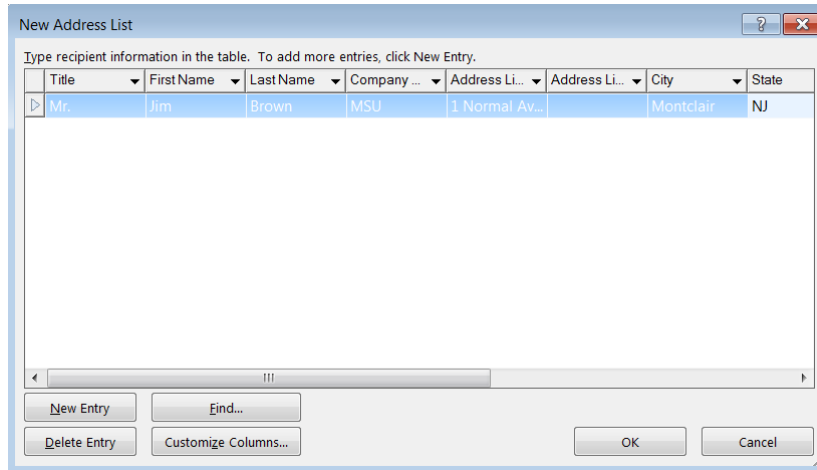 New Address List
?
Type recipient information in the table. To add more entries, click New Entry.
Title First Name Last Name Company ... Address Li... Address Li... City State
Mr. Jim Brown MSU 1 Normal Av... Montclair NJ
New Entry Find...
Delete Entry Customize Columns... OK Cancel